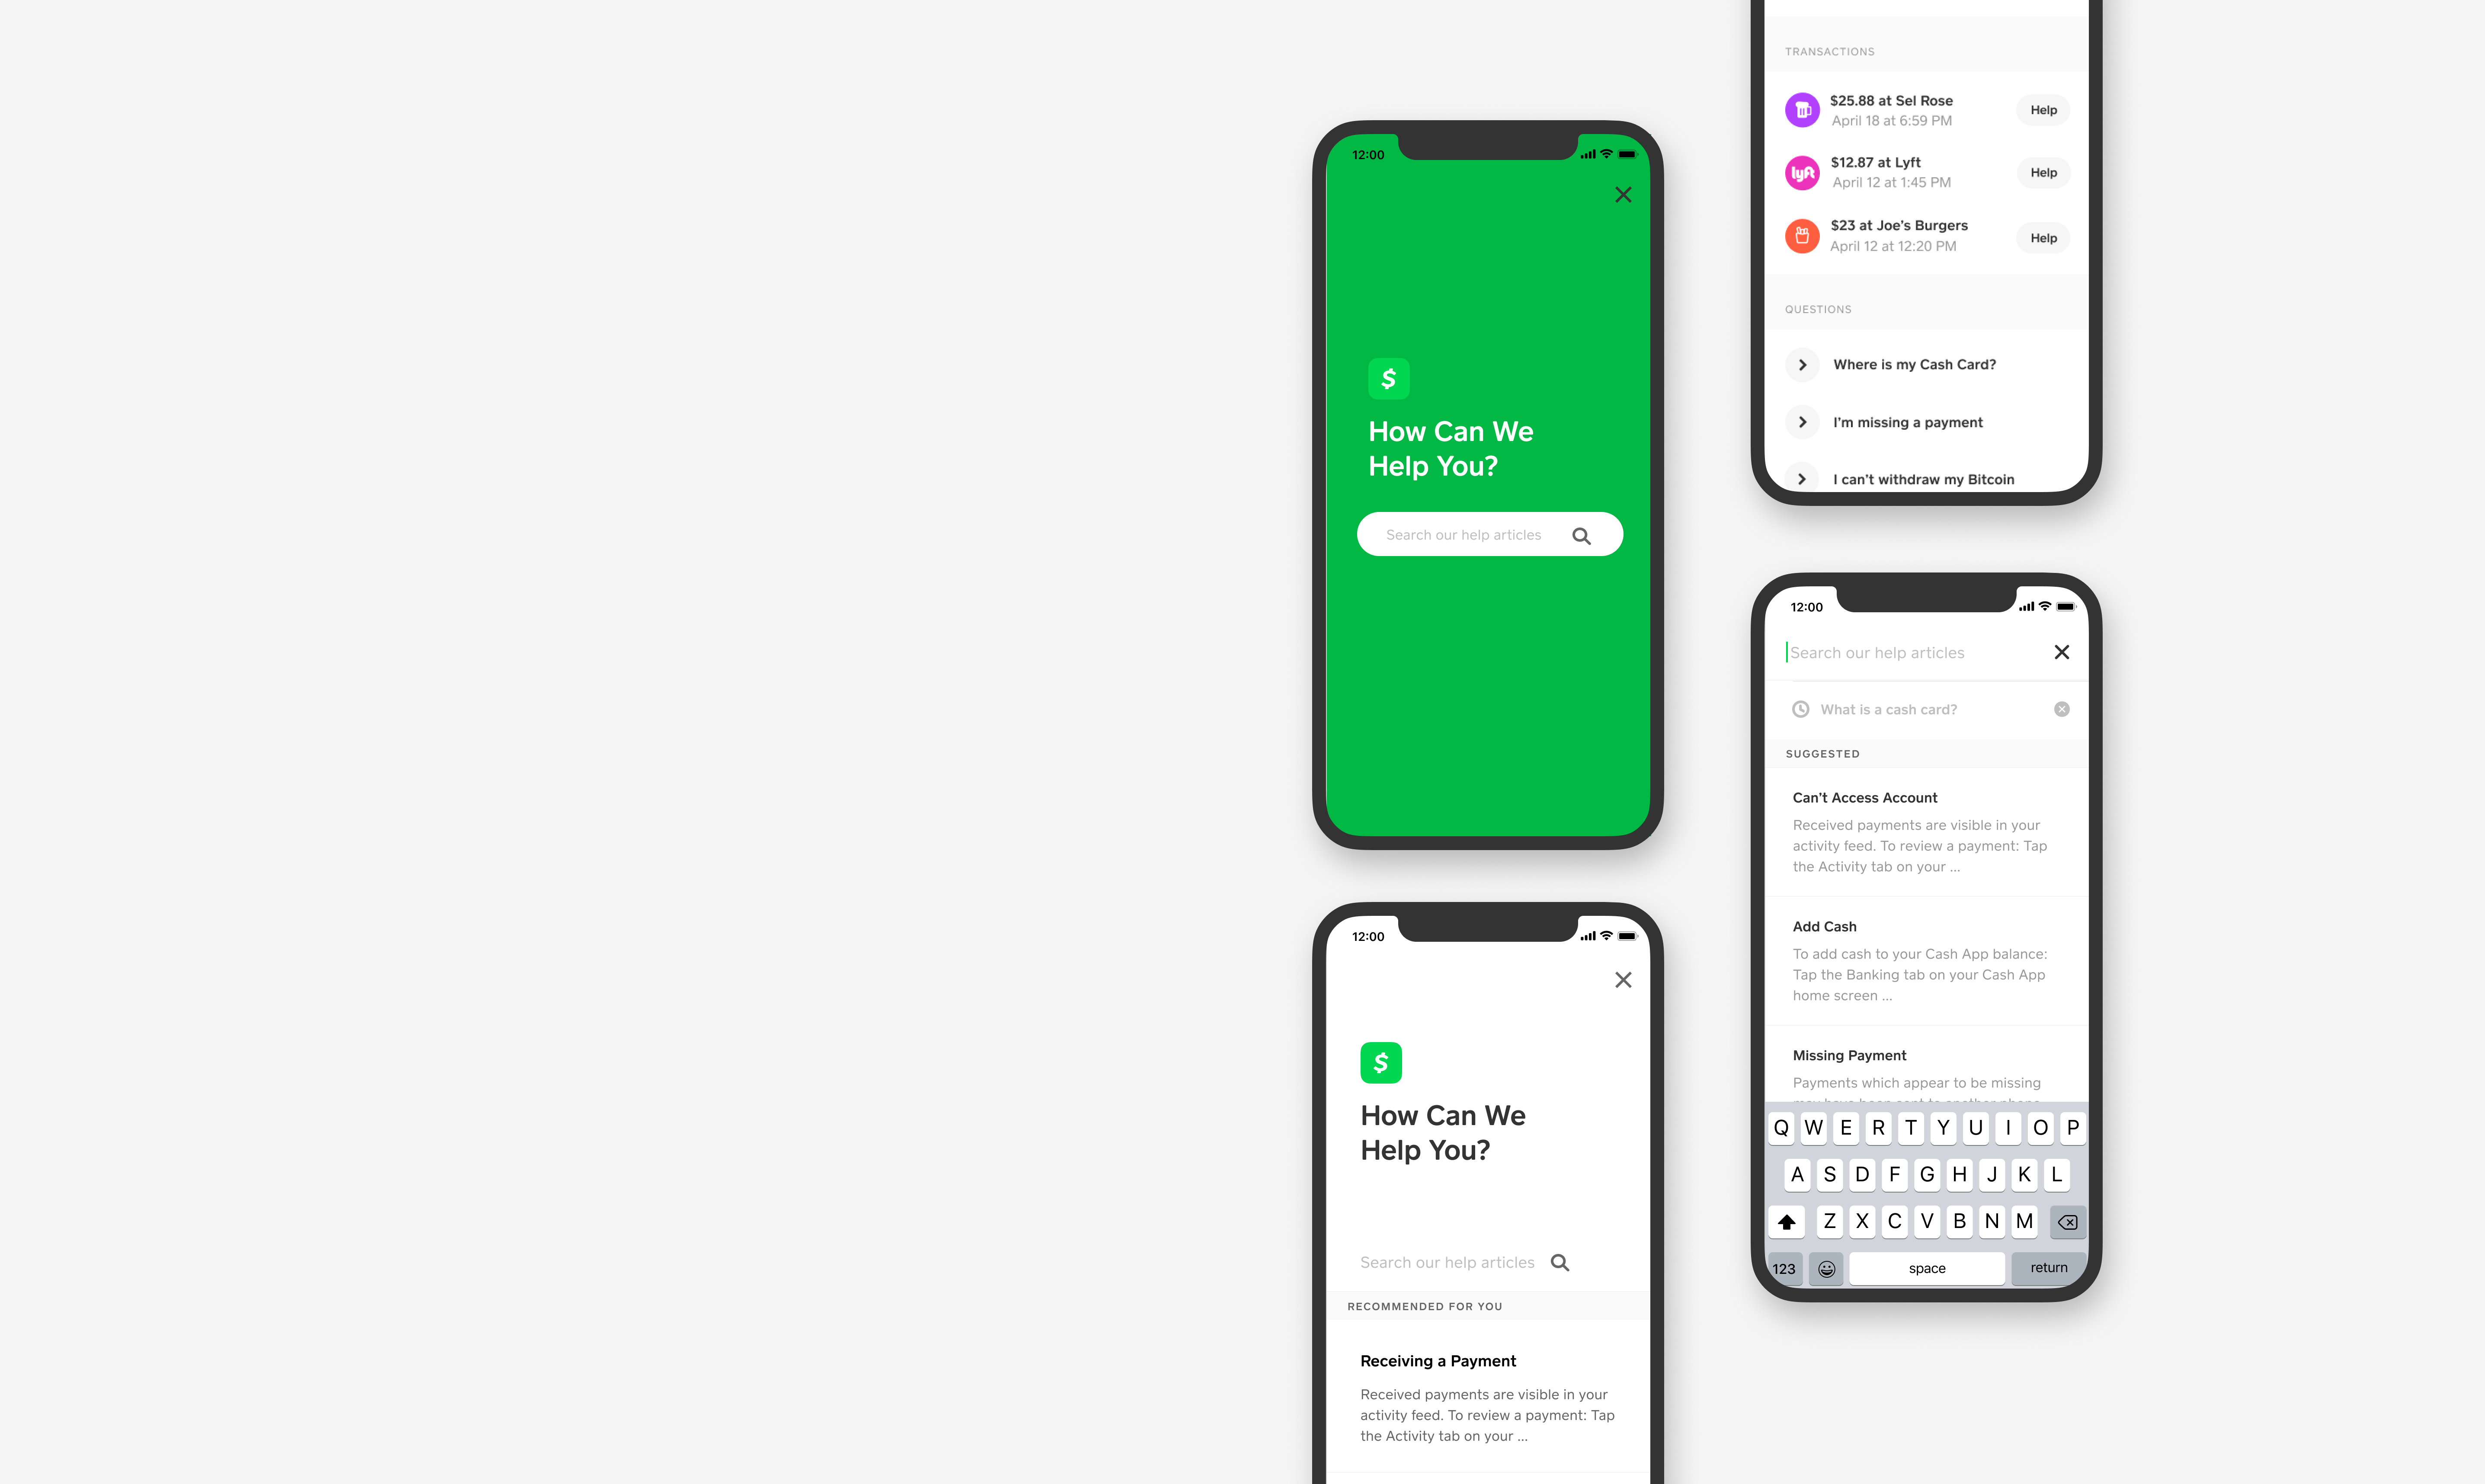 12:00
$
How Can We
Help You?
Search our help articles
12:00
$
How Can We
Help You?
Search our help articles
RECOMMENDED FOR YOU
Receiving a Payment
Received payments are visible in your
activity feed. To review a payment: Tap
the Activity tab on your ...
TRANSACTIONS
$25.88 at Sel Rose
April 18 at 6:59 PM
Help
lyft
$12.87 at Lyft
April 12 at 1:45 PM
Help
$23 at Joe's Burgers
April 12 at 12:20 PM
Help
QUESTIONS
Where is my Cash Card?
I'm missing a payment
I can't withdraw my Bitcoin
12:00
Search our help articles
What is a cash card?
SUGGESTED
Can't Access Account
Received payments are visible in your
activity feed. To review a payment: Tap
the Activity tab on your ...
Add Cash
To add cash to your Cash App balance:
Tap the Banking tab on your Cash App
home screen ...
Missing Payment
Payments which appear to be missing
Q W E R T Y U I O P
A S D F G H J K L
Z X C V B N M
123 space return